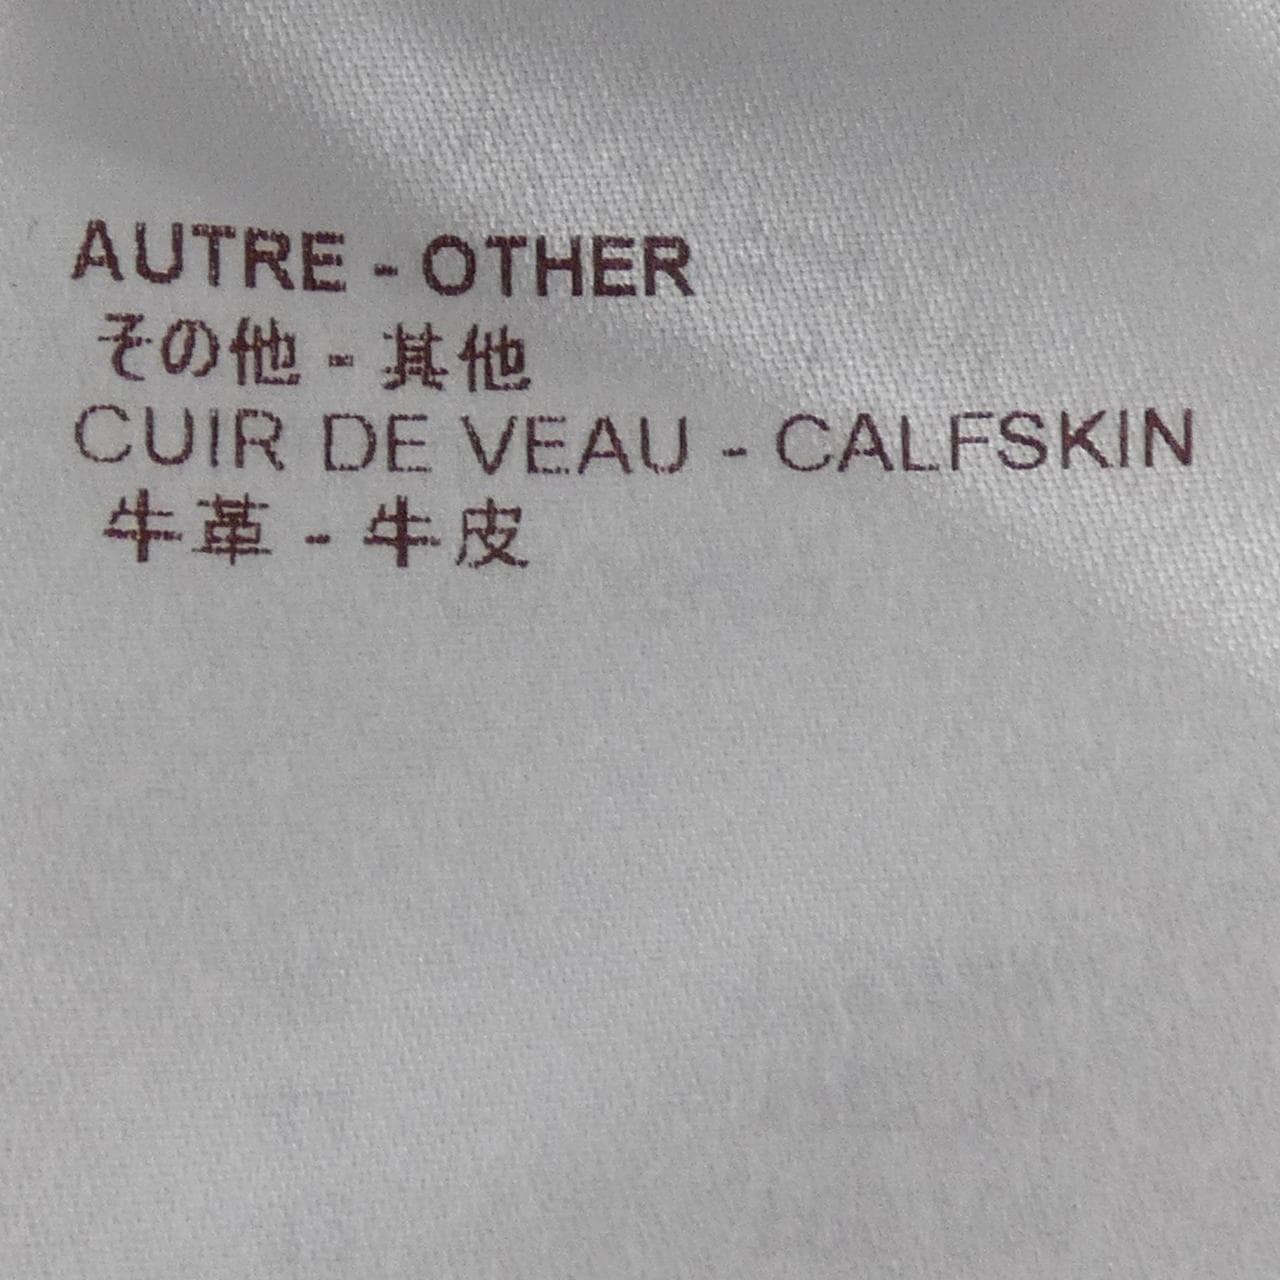 AUTRE - OTHER
その他 - 其他
CUIR DE VEAU - CALFSKIN
牛革 - 牛皮